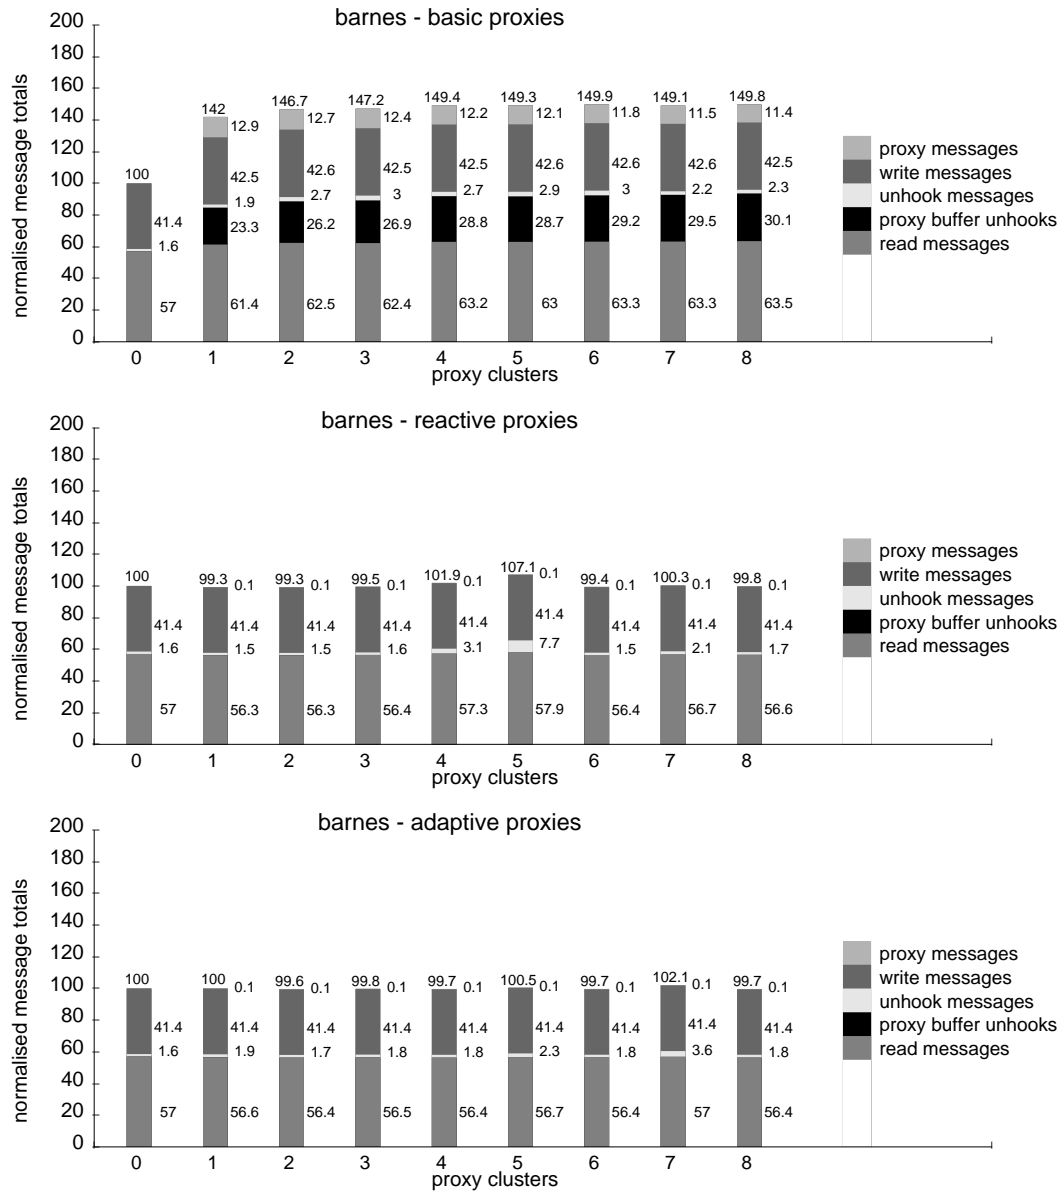 barnes - basic proxies
normalised message totals
200
180
160
140
120
100
80
60
40
20
0
100 142 146.7 147.2 149.4 149.3 149.9 149.1 149.8
12.9 12.7 12.4 12.2 12.1 11.8 11.5 11.4
41.4 42.5 42.6 42.5 42.5 42.6 42.6 42.6 42.5
1.6 1.9 2.7 3 2.7 2.9 3 2.2 2.3
23.3 26.2 26.9 28.8 28.7 29.2 29.5 30.1
57 61.4 62.5 62.4 63.2 63 63.3 63.3 63.5
0 1 2 3 4 5 6 7 8
proxy clusters
proxy messages
write messages
unhook messages
proxy buffer unhooks
read messages
barnes - reactive proxies
normalised message totals
200
180
160
140
120
100
80
60
40
20
0
100 99.3 99.3 99.5 101.9 107.1 99.4 100.3 99.8
0.1 0.1 0.1 0.1 0.1 0.1 0.1 0.1
41.4 41.4 41.4 41.4 41.4 41.4 41.4 41.4 41.4
1.6 1.5 1.5 1.6 3.1 7.7 1.5 2.1 1.7
57 56.3 56.3 56.4 57.3 57.9 56.4 56.7 56.6
0 1 2 3 4 5 6 7 8
proxy clusters
proxy messages
write messages
unhook messages
proxy buffer unhooks
read messages
barnes - adaptive proxies
normalised message totals
200
180
160
140
120
100
80
60
40
20
0
100 100 99.6 99.8 99.7 100.5 99.7 102.1 99.7
0.1 0.1 0.1 0.1 0.1 0.1 0.1 0.1
41.4 41.4 41.4 41.4 41.4 41.4 41.4 41.4 41.4
1.6 1.9 1.7 1.8 1.8 2.3 1.8 3.6 1.8
57 56.6 56.4 56.5 56.4 56.7 56.4 57 56.4
0 1 2 3 4 5 6 7 8
proxy clusters
proxy messages
write messages
unhook messages
proxy buffer unhooks
read messages